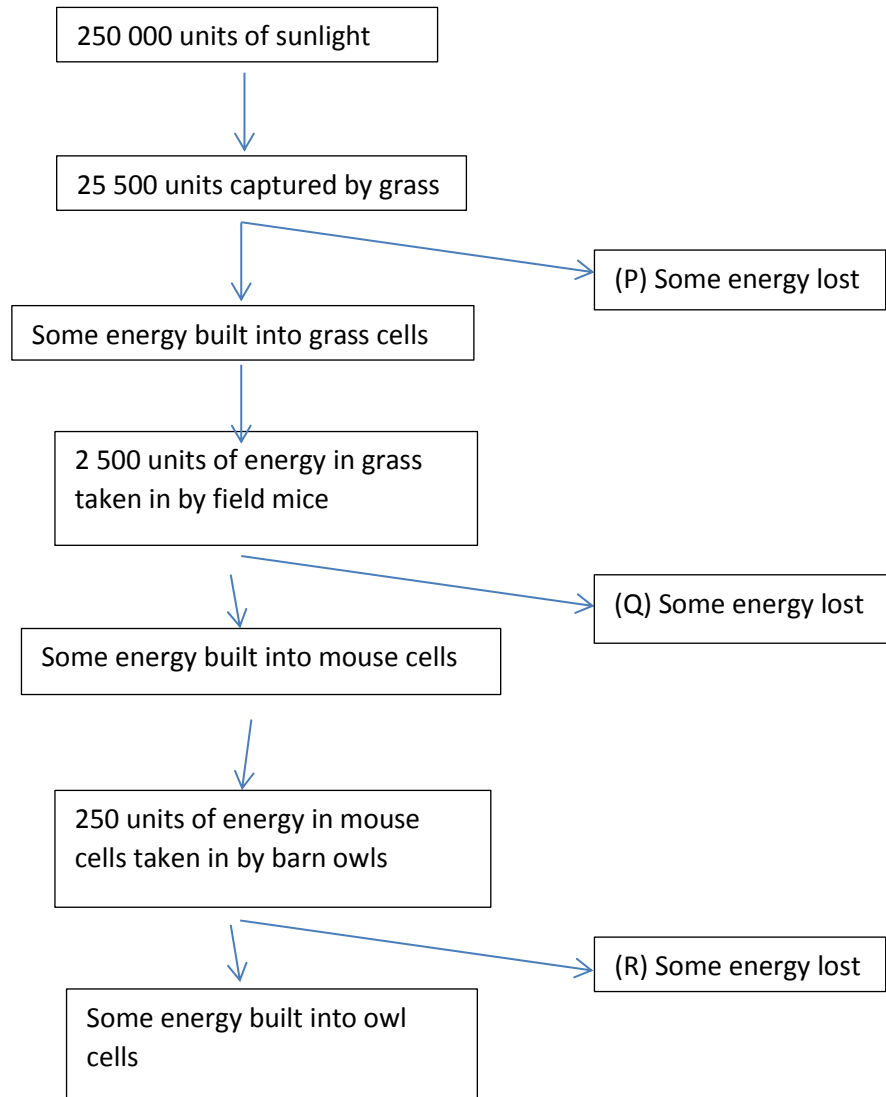 250 000 units of sunlight
25 500 units captured by grass
(P) Some energy lost
Some energy built into grass cells
2 500 units of energy in grass
taken in by field mice
(Q) Some energy lost
Some energy built into mouse cells
250 units of energy in mouse
cells taken in by barn owls
(R) Some energy lost
Some energy built into owl
cells